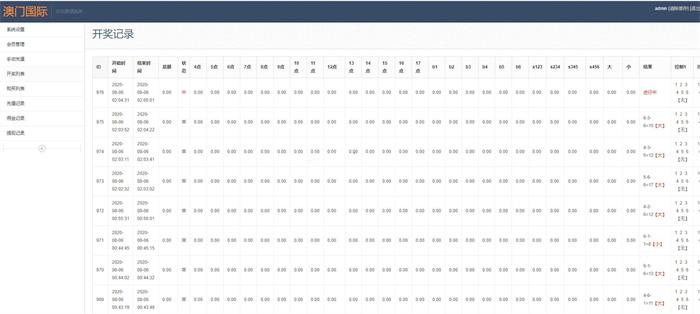 澳门国际
admin
系统设置
会员管理
开奖列表
购买列表
充值记录
佣金记录
提现记录
开奖记录
ID 开始时间 结束时间 总额 状态 4点 5点 6点 7点 8点 9点 10点 11点 12点 13点 14点 15点 16点 17点 b1 b2 b3 b4 b5 b6 s123 s234 s345 s456 大 小 结果 控制Y
976 2020-08-06 02:04:31 2020-08-06 02:05:01 0.00 0.00 0.00 0.00 0.00 0.00 0.00 0.00 0.00 0.00 0.00 0.00 0.00 0.00 0.00 0.00 0.00 0.00 0.00 0.00 0.00 0.00 0.00 0.00 0.00 0.00 0.00 进行中 1 2 3 4 5 6 【无】
975 2020-08-06 02:03:52 2020-08-06 02:04:22 0.00 0.00 0.00 0.00 0.00 0.00 0.00 0.00 0.00 0.00 0.00 0.00 0.00 0.00 0.00 0.00 0.00 0.00 0.00 0.00 0.00 0.00 0.00 0.00 0.00 0.00 0.00 6=15【大】 1 2 3 4 5 6 【无】
974 2020-08-06 02:03:11 2020-08-06 02:03:41 0.00 0.00 0.00 0.00 0.00 0.00 0.00 0.00 0.00 0.00 0.00 0.00 0.00 0.00 0.00 0.00 0.00 0.00 0.00 0.00 0.00 0.00 0.00 0.00 0.00 0.00 0.00 4-3-5=12【大】 1 2 3 4 5 6 【无】
973 2020-08-06 02:02:32 2020-08-06 02:03:02 0.00 0.00 0.00 0.00 0.00 0.00 0.00 0.00 0.00 0.00 0.00 0.00 0.00 0.00 0.00 0.00 0.00 0.00 0.00 0.00 0.00 0.00 0.00 0.00 0.00 0.00 0.00 5-6-6=17【大】 1 2 3 4 5 6 【无】
972 2020-08-06 00:55:31 2020-08-06 00:56:01 0.00 0.00 0.00 0.00 0.00 0.00 0.00 0.00 0.00 0.00 0.00 0.00 0.00 0.00 0.00 0.00 0.00 0.00 0.00 0.00 0.00 0.00 0.00 0.00 0.00 0.00 0.00 4-2-6=12【大】 1 2 3 4 5 6 【无】
971 2020-08-06 00:44:45 2020-08-06 00:45:15 0.00 0.00 0.00 0.00 0.00 0.00 0.00 0.00 0.00 0.00 0.00 0.00 0.00 0.00 0.00 0.00 0.00 0.00 0.00 0.00 0.00 0.00 0.00 0.00 0.00 0.00 0.00 6-1-1=8【小】 1 2 3 4 5 6 【无】
970 2020-08-06 00:44:02 2020-08-06 00:44:32 0.00 0.00 0.00 0.00 0.00 0.00 0.00 0.00 0.00 0.00 0.00 0.00 0.00 0.00 0.00 0.00 0.00 0.00 0.00 0.00 0.00 0.00 0.00 0.00 0.00 0.00 0.00 6-1-6=13【大】 1 2 3 4 5 6 【无】
969 2020-08-06 00:43:19 2020-08-06 00:43:49 0.00 0.00 0.00 0.00 0.00 0.00 0.00 0.00 0.00 0.00 0.00 0.00 0.00 0.00 0.00 0.00 0.00 0.00 0.00 0.00 0.00 0.00 0.00 0.00 0.00 0.00 0.00 4-6-1=11【大】 1 2 3 4 5 6 【无】